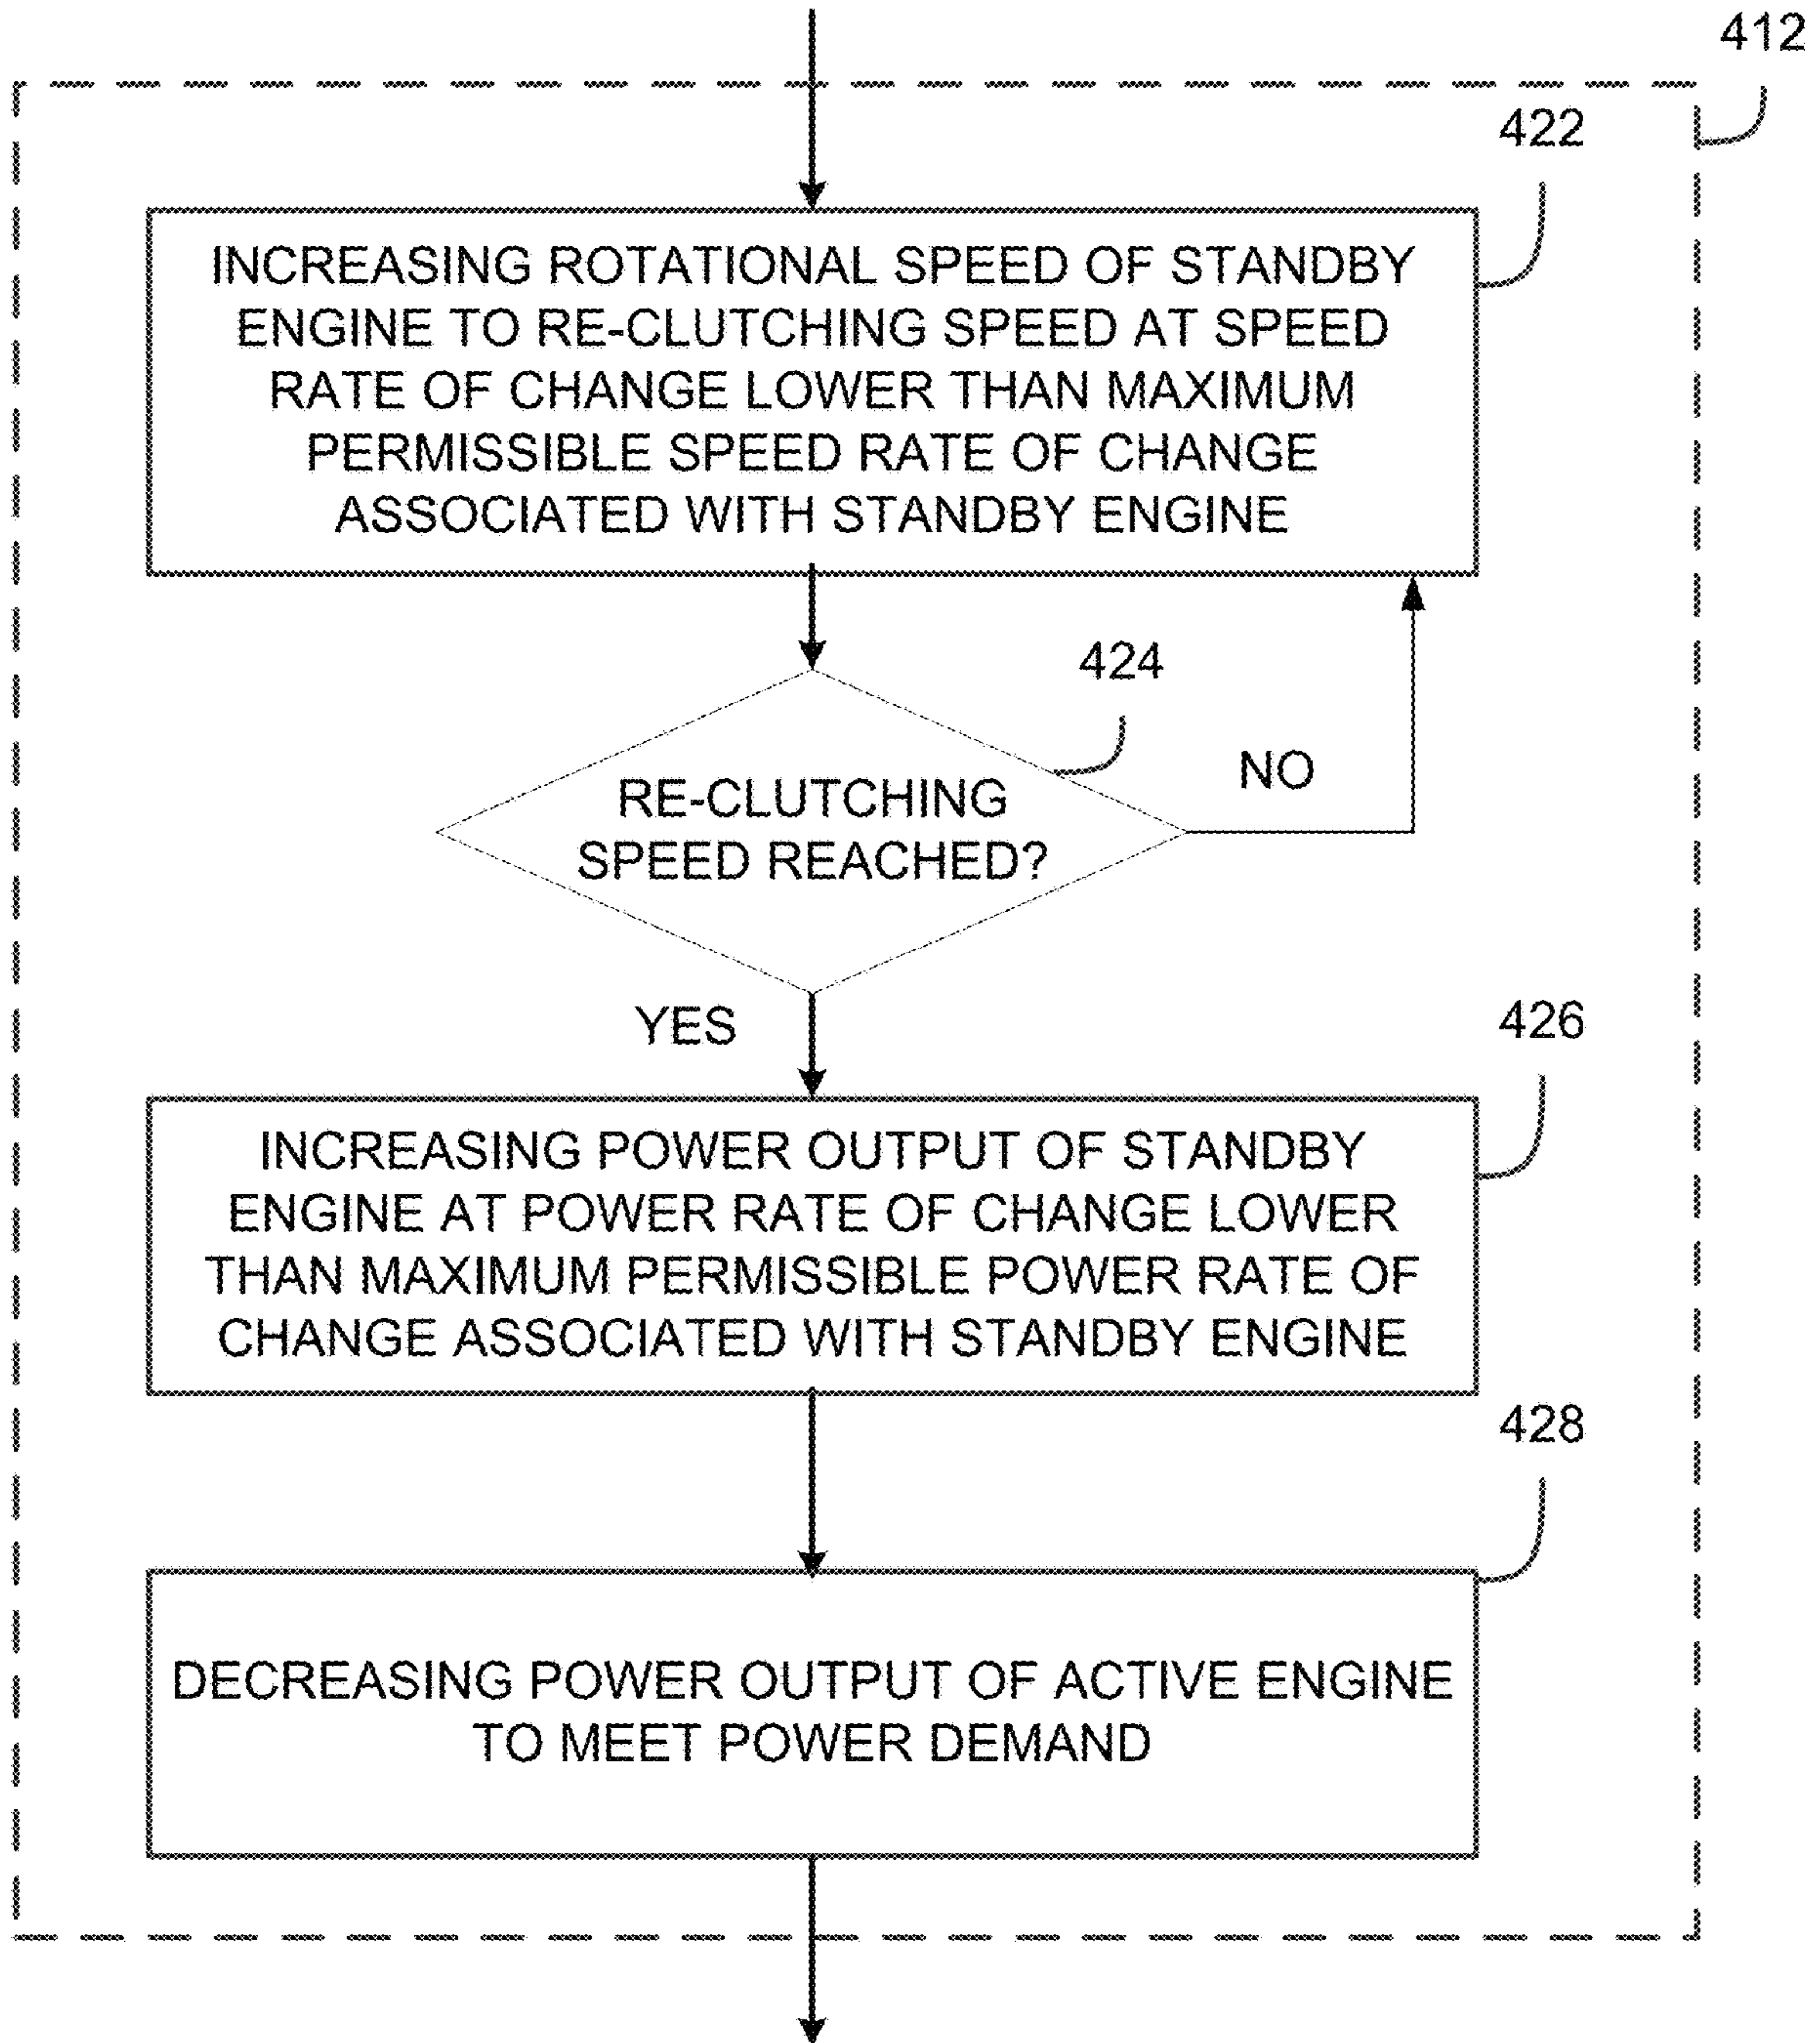 412
422
INCREASING ROTATIONAL SPEED OF STANDBY
ENGINE TO RE-CLUTCHING SPEED AT SPEED
RATE OF CHANGE LOWER THAN MAXIMUM
PERMISSIBLE SPEED RATE OF CHANGE
ASSOCIATED WITH STANDBY ENGINE
424
NO
RE-CLUTCHING
SPEED REACHED?
YES
426
INCREASING POWER OUTPUT OF STANDBY
ENGINE AT POWER RATE OF CHANGE LOWER
THAN MAXIMUM PERMISSIBLE POWER RATE OF
CHANGE ASSOCIATED WITH STANDBY ENGINE
428
DECREASING POWER OUTPUT OF ACTIVE ENGINE
TO MEET POWER DEMAND